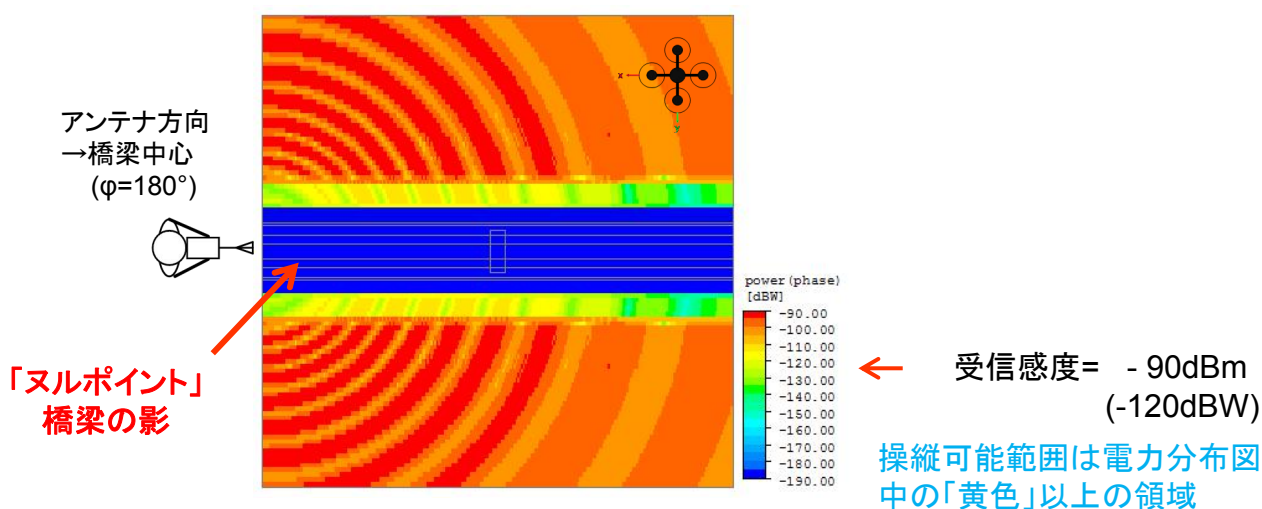 アンテナ方向
→橋梁中心
(φ=180°)
x
y
「ヌルポイント」
橋梁の影
power(phase)
[dBW]
-90.00
-100.00
-110.00
-120.00
-130.00
-140.00
-150.00
-160.00
-170.00
-180.00
-190.00
受信感度= - 90dBm
(-120dBW)
操縦可能範囲は電力分布図
中の「黄色」以上の領域